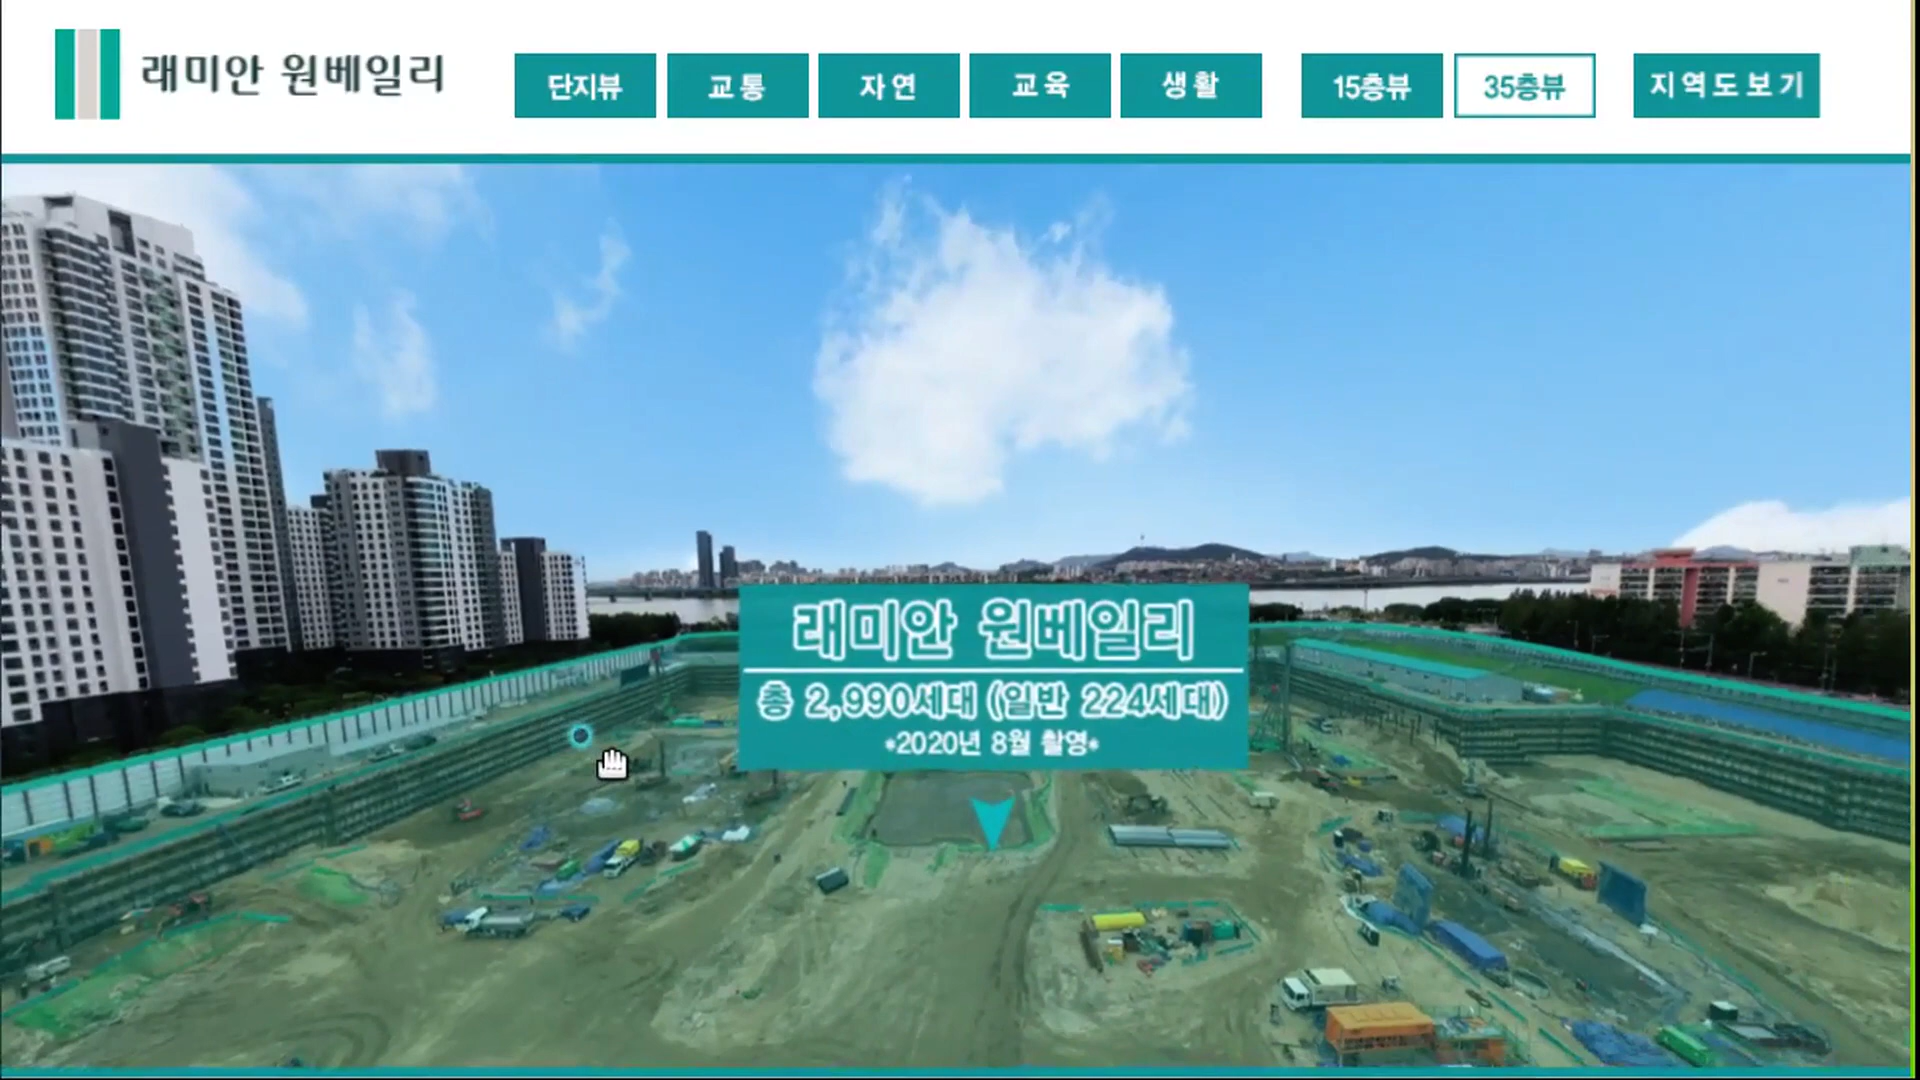 래미안 원베일리
단지뷰
교통
자연
교육
생활
15층뷰
35층뷰
지역도보기
래미안 원베일리
총 2,990세대 (일반 224세대)
*2020년 8월 촬영*